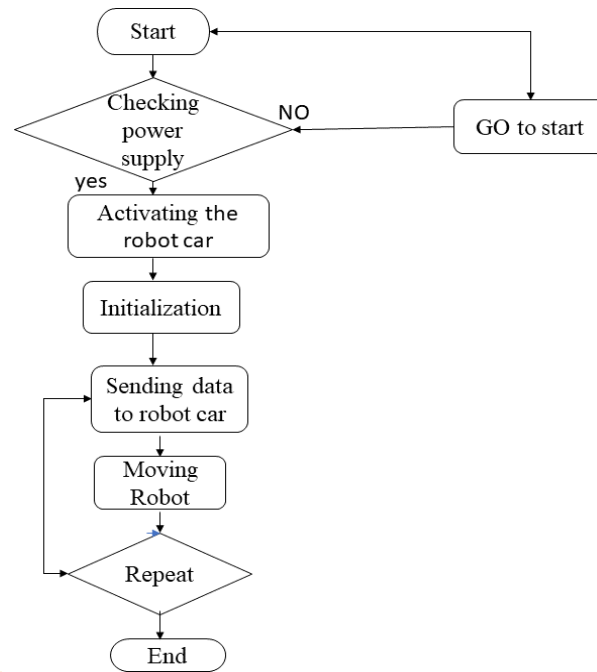 Start
Checking
power
supply
NO
GO to start
yes
Activating the
robot car
Initialization
Sending data
to robot car
Moving
Robot
Repeat
End